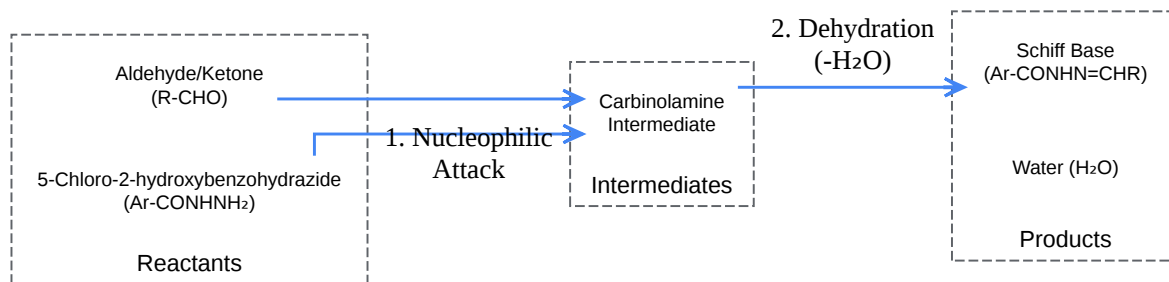 Aldehyde/Ketone
(R-CHO)
5-Chloro-2-hydroxybenzohydrazide
(Ar-CONHNH₂)
Reactants
1. Nucleophilic
Attack
Carbinolamine
Intermediate
Intermediates
2. Dehydration
(-H₂O)
Schiff Base
(Ar-CONHN=CHR)
Water (H₂O)
Products